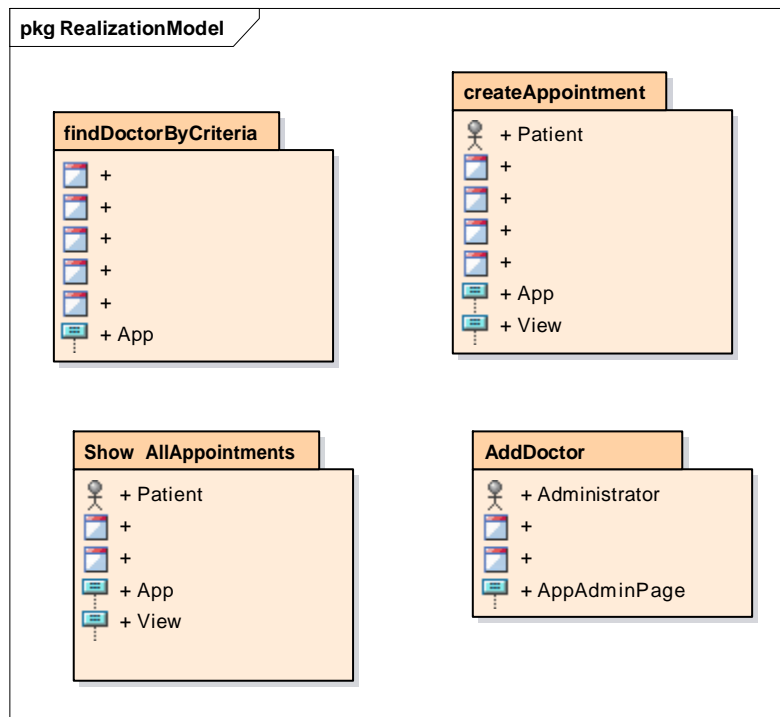 pkg RealizationModel
findDoctorByCriteria
+
+
+
+
+
+ App
createAppointment
+ Patient
+
+
+
+
+ App
+ View
Show AllAppointments
+ Patient
+
+
+ App
+ View
AddDoctor
+ Administrator
+
+
+ AppAdminPage